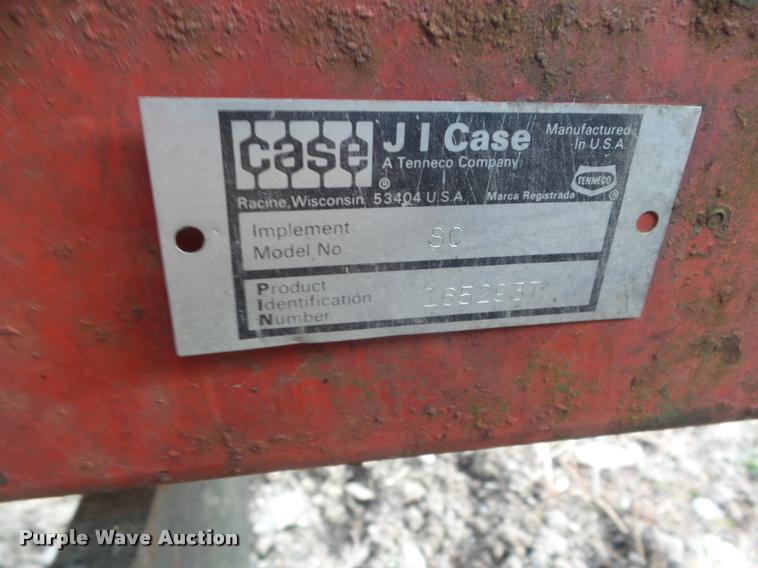 case
®
J I Case
A Tenneco Company
Manufactured
In U.S.A.
TENNECO
®
Racine, Wisconsin 53404 U.S.A. Marca Registrada
Implement
Model No. SC
Product
Identification 1652937
Number
Purple Wave Auction